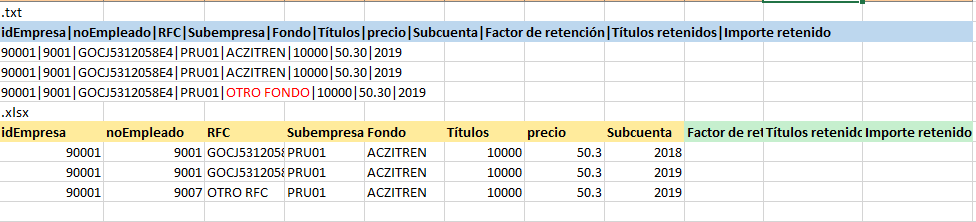 .txt
idEmpresa|noEmpleado|RFC|Subempresa|Fondo|Títulos|precio|Subcuenta|Factor de retención|Títulos retenidos|Importe retenido
90001|9001|GOCJ5312058E4|PRU01|ACZITREN|10000|50.30|2019
90001|9001|GOCJ5312058E4|PRU01|ACZITREN|10000|50.30|2019
90001|9001|GOCJ5312058E4|PRU01|OTRO FONDO|10000|50.30|2019
.xlsx
idEmpresa noEmpleado RFC Subempresa Fondo Títulos precio Subcuenta Factor de ret Títulos retenido Importe retenido
90001 9001 GOCJ5312058 PRU01 ACZITREN 10000 50.3 2018
90001 9001 GOCJ5312058 PRU01 ACZITREN 10000 50.3 2019
90001 9007 OTRO RFC PRU01 ACZITREN 10000 50.3 2019